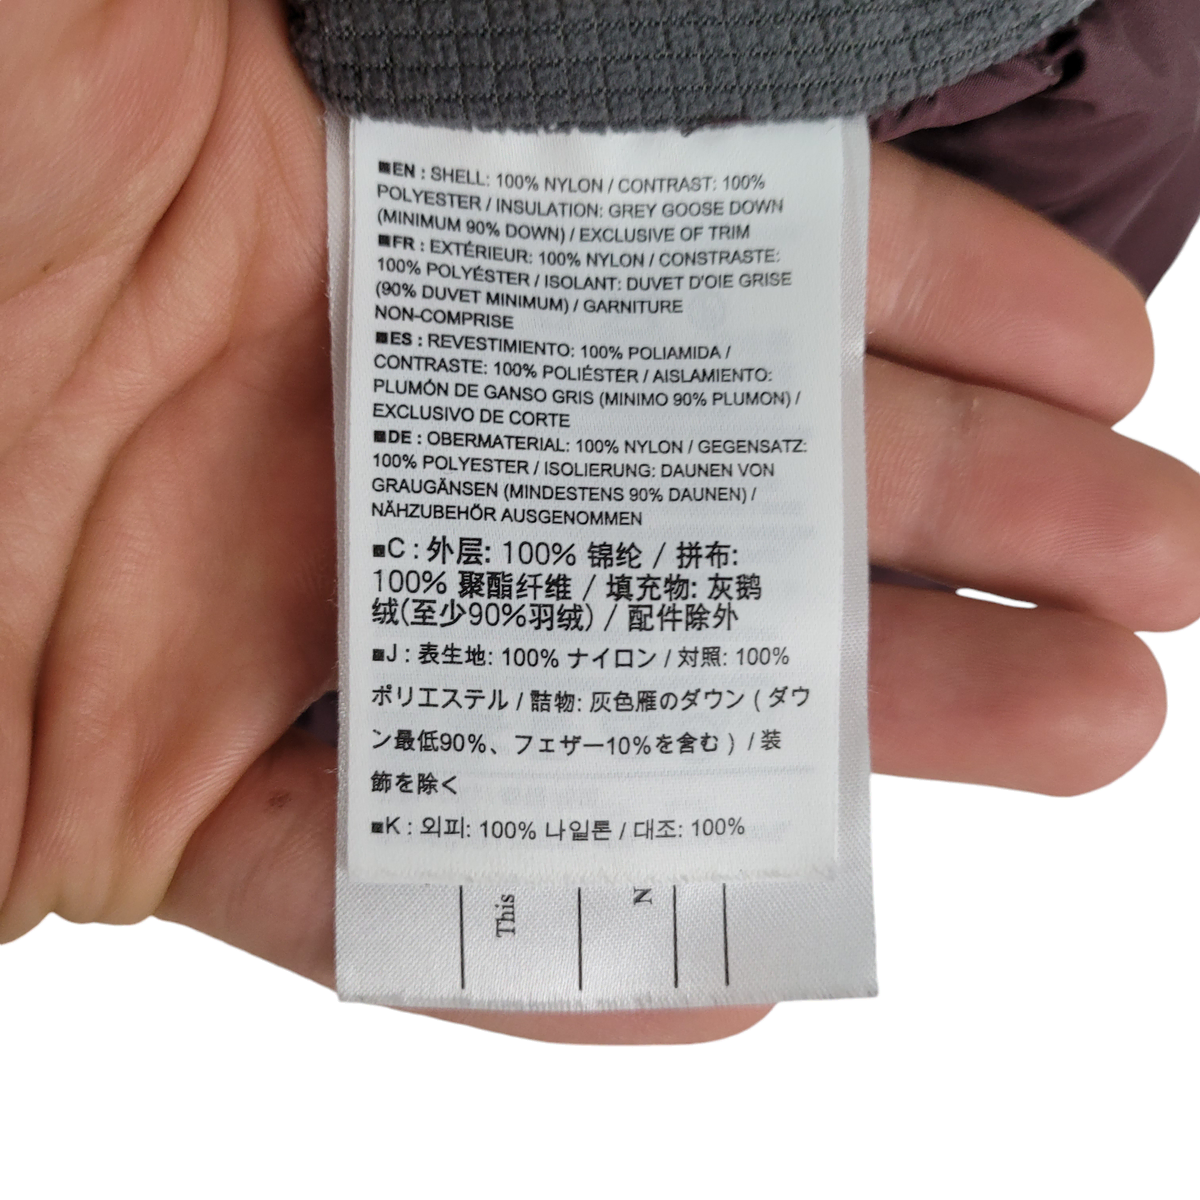 ■EN : SHELL: 100% NYLON / CONTRAST: 100%
POLYESTER / INSULATION: GREY GOOSE DOWN
(MINIMUM 90% DOWN) / EXCLUSIVE OF TRIM
■FR : EXTÉRIEUR: 100% NYLON / CONSTRASTE:
100% POLYÉSTER / ISOLANT: DUVET D'OIE GRISE
(90% DUVET MINIMUM) / GARNITURE
NON-COMPRISE
■ES : REVESTIMIENTO: 100% POLIAMIDA /
CONTRASTE: 100% POLIÉSTER / AISLAMIENTO:
PLUMÓN DE GANSO GRIS (MINIMO 90% PLUMON) /
EXCLUSIVO DE CORTE
■DE : OBERMATERIAL: 100% NYLON / GEGENSATZ:
100% POLYESTER / ISOLIERUNG: DAUNEN VON
GRAUGÄNSEN (MINDESTENS 90% DAUNEN) /
NÄHZUBEHÖR AUSGENOMMEN
■C : 外层: 100% 锦纶 / 拼布:
100% 聚酯纤维 / 填充物: 灰鹅
绒(至少90%羽绒) / 配件除外
■J : 表生地: 100% ナイロン / 対照: 100%
ポリエステル / 詰物: 灰色雁のダウン ( ダウ
ン最低90%、フェザー10%を含む ) / 装
飾を除く
■K : 외피: 100% 나일론 / 대조: 100%
This
N